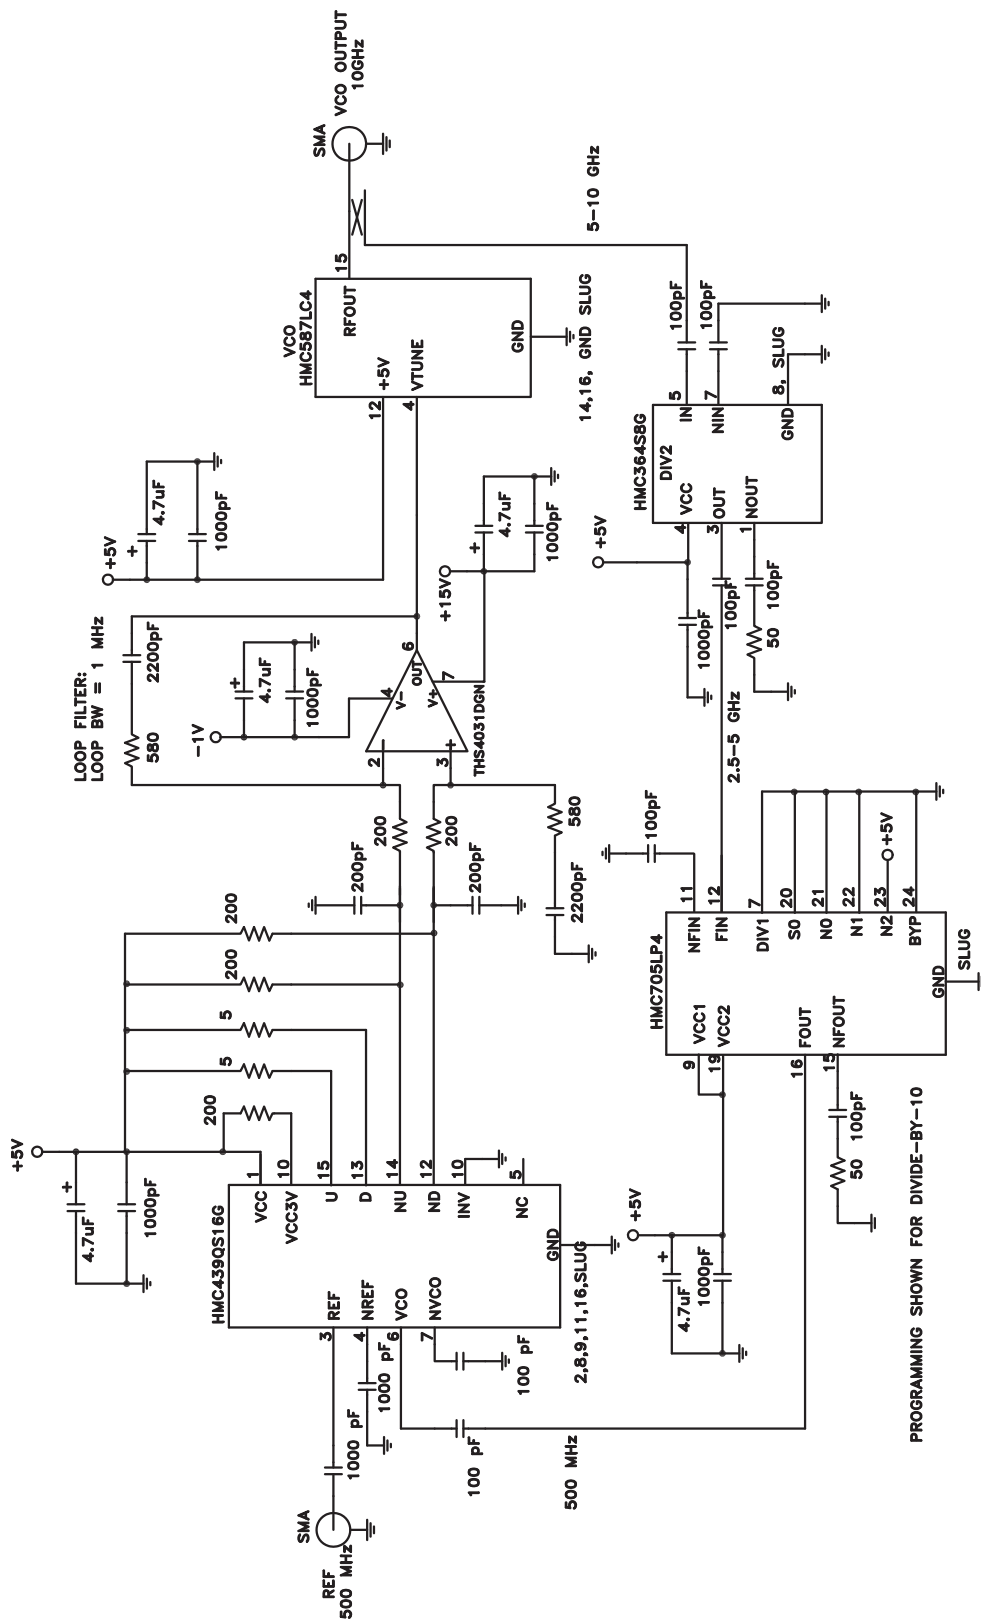 REF
500 MHz
SMA
1000 pF
1000 pF
100 pF
100 pF
500 MHz
+5V
+
4.7uF
1000pF
HMC439QS16G
REF
NREF
VCO
NVCO
3
4
6
7
VCC
VCC3V
U
D
NU
ND
INV
NC
GND
1
10
15
13
14
12
10
5
2,8,9,11,16,SLUG
200
5
5
200
200
200pF
200pF
200
200
LOOP FILTER:
LOOP BW = 1 MHz
580
2200pF
2200pF
580
-1V
+
4.7uF
1000pF
2
3
4
V-
OUT
6
V+
7
THS4031DGN
+15V
+
4.7uF
1000pF
+5V
+
4.7uF
1000pF
VCO
HMC587LC4
12
+5V
4
VTUNE
RFOUT
15
GND
14,16, GND SLUG
SMA
VCO OUTPUT
10GHz
5-10 GHz
100pF
100pF
HMC364S8G
DIV2
VCC
OUT
NOUT
4
3
1
IN
NIN
GND
5
7
8, SLUG
+5V
1000pF
100pF
100pF
50
2.5-5 GHz
100pF
HMC705LP4
VCC1
VCC2
FOUT
NFOUT
9
19
16
15
NFIN
FIN
DIV1
S0
N0
N1
N2
BYP
11
12
7
20
21
22
23
24
+5V
GND
SLUG
+5V
+
4.7uF
1000pF
100pF
50
PROGRAMMING SHOWN FOR DIVIDE-BY-10